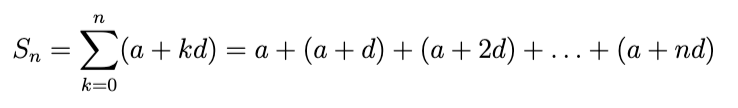 $S_n = \sum_{k=0}^{n} (a + kd) = a + (a + d) + (a + 2d) + \ldots + (a + nd)$